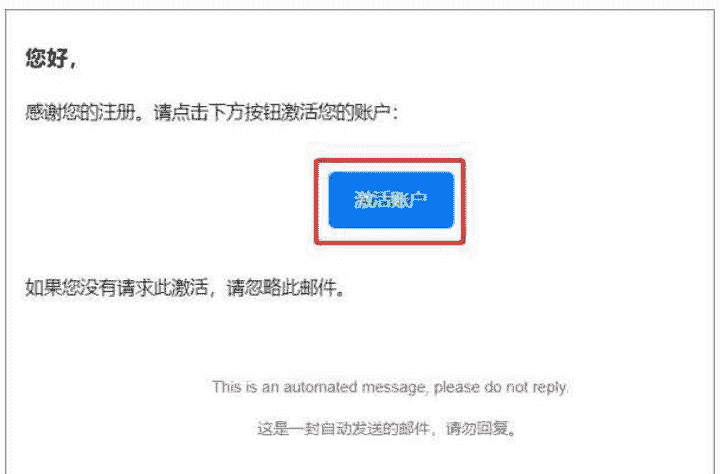 您好，
感谢您的注册。请点击下方按钮激活您的账户：
激活账户
如果您没有请求此激活，请忽略此邮件。
This is an automated message, please do not reply.
这是一封自动发送的邮件，请勿回复。